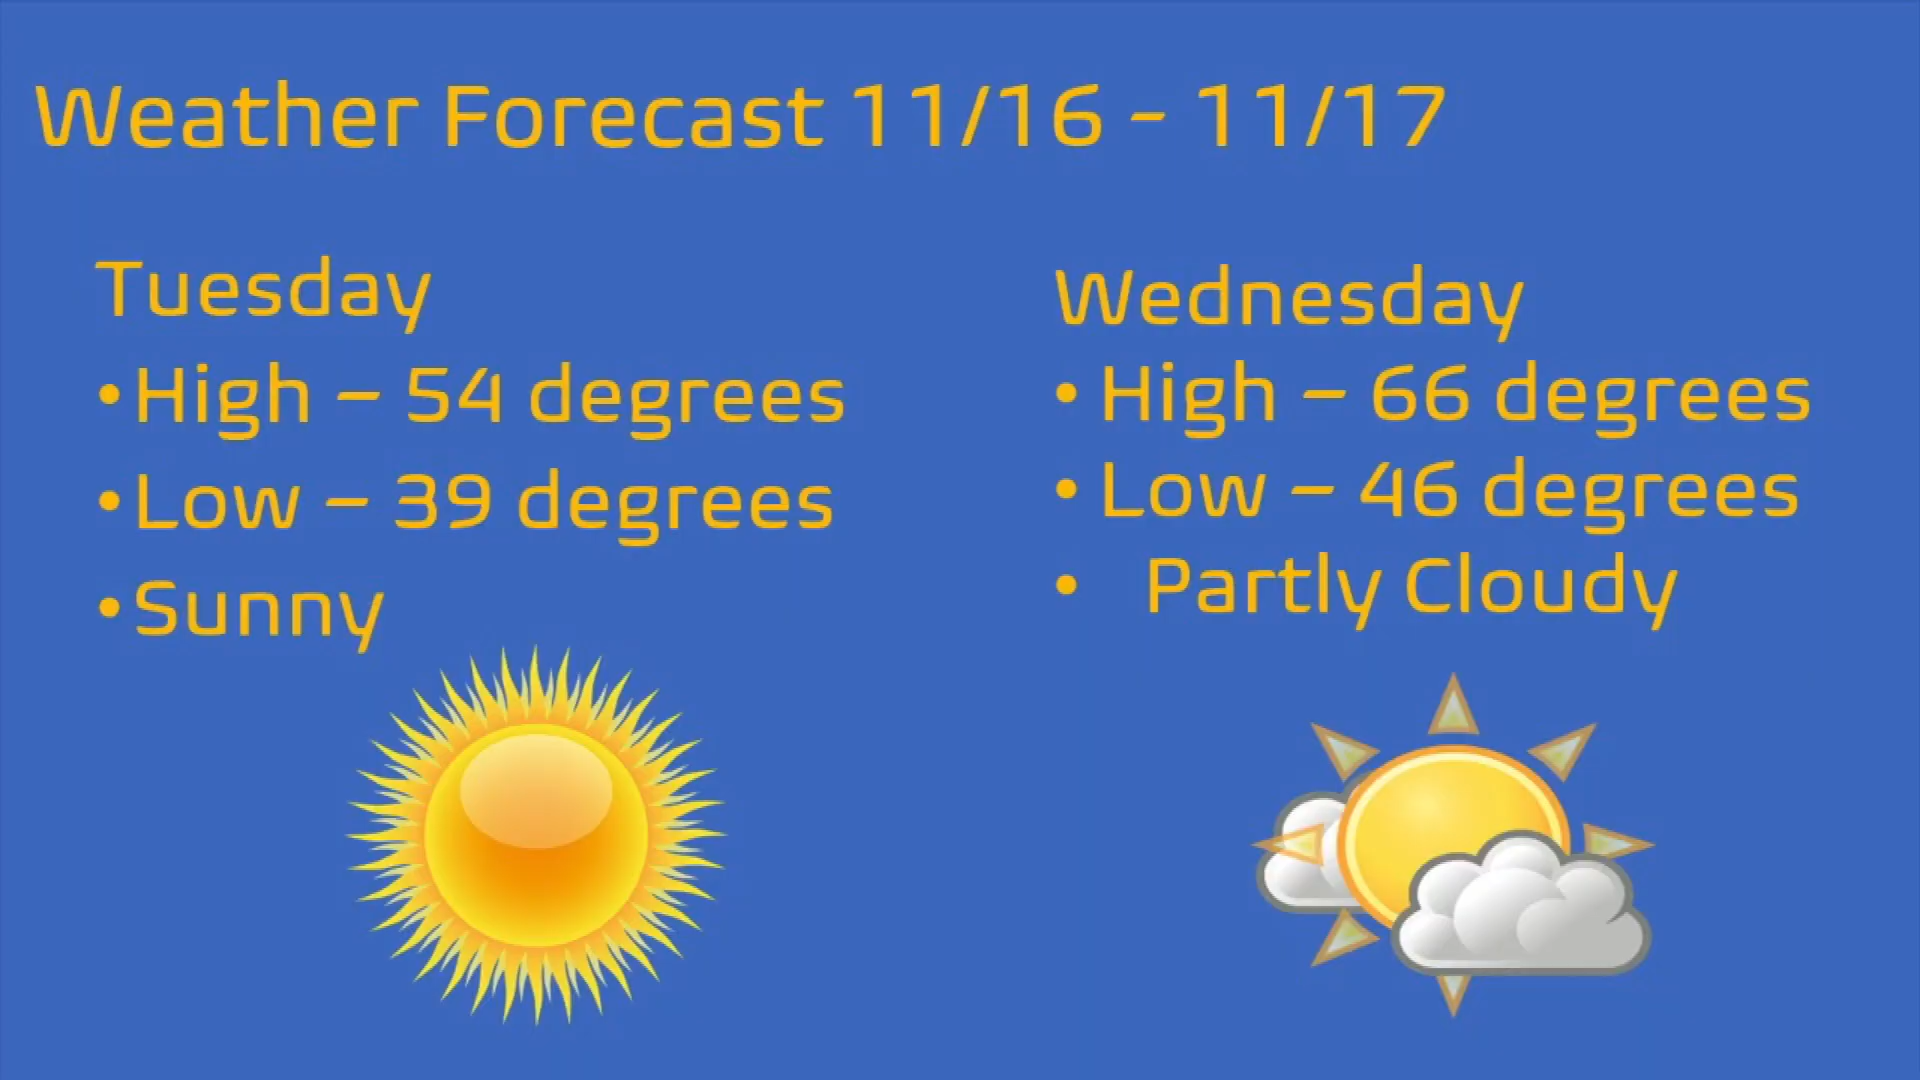 Weather Forecast 11/16 - 11/17
Tuesday
• High – 54 degrees
• Low – 39 degrees
• Sunny
Wednesday
• High – 66 degrees
• Low – 46 degrees
• Partly Cloudy